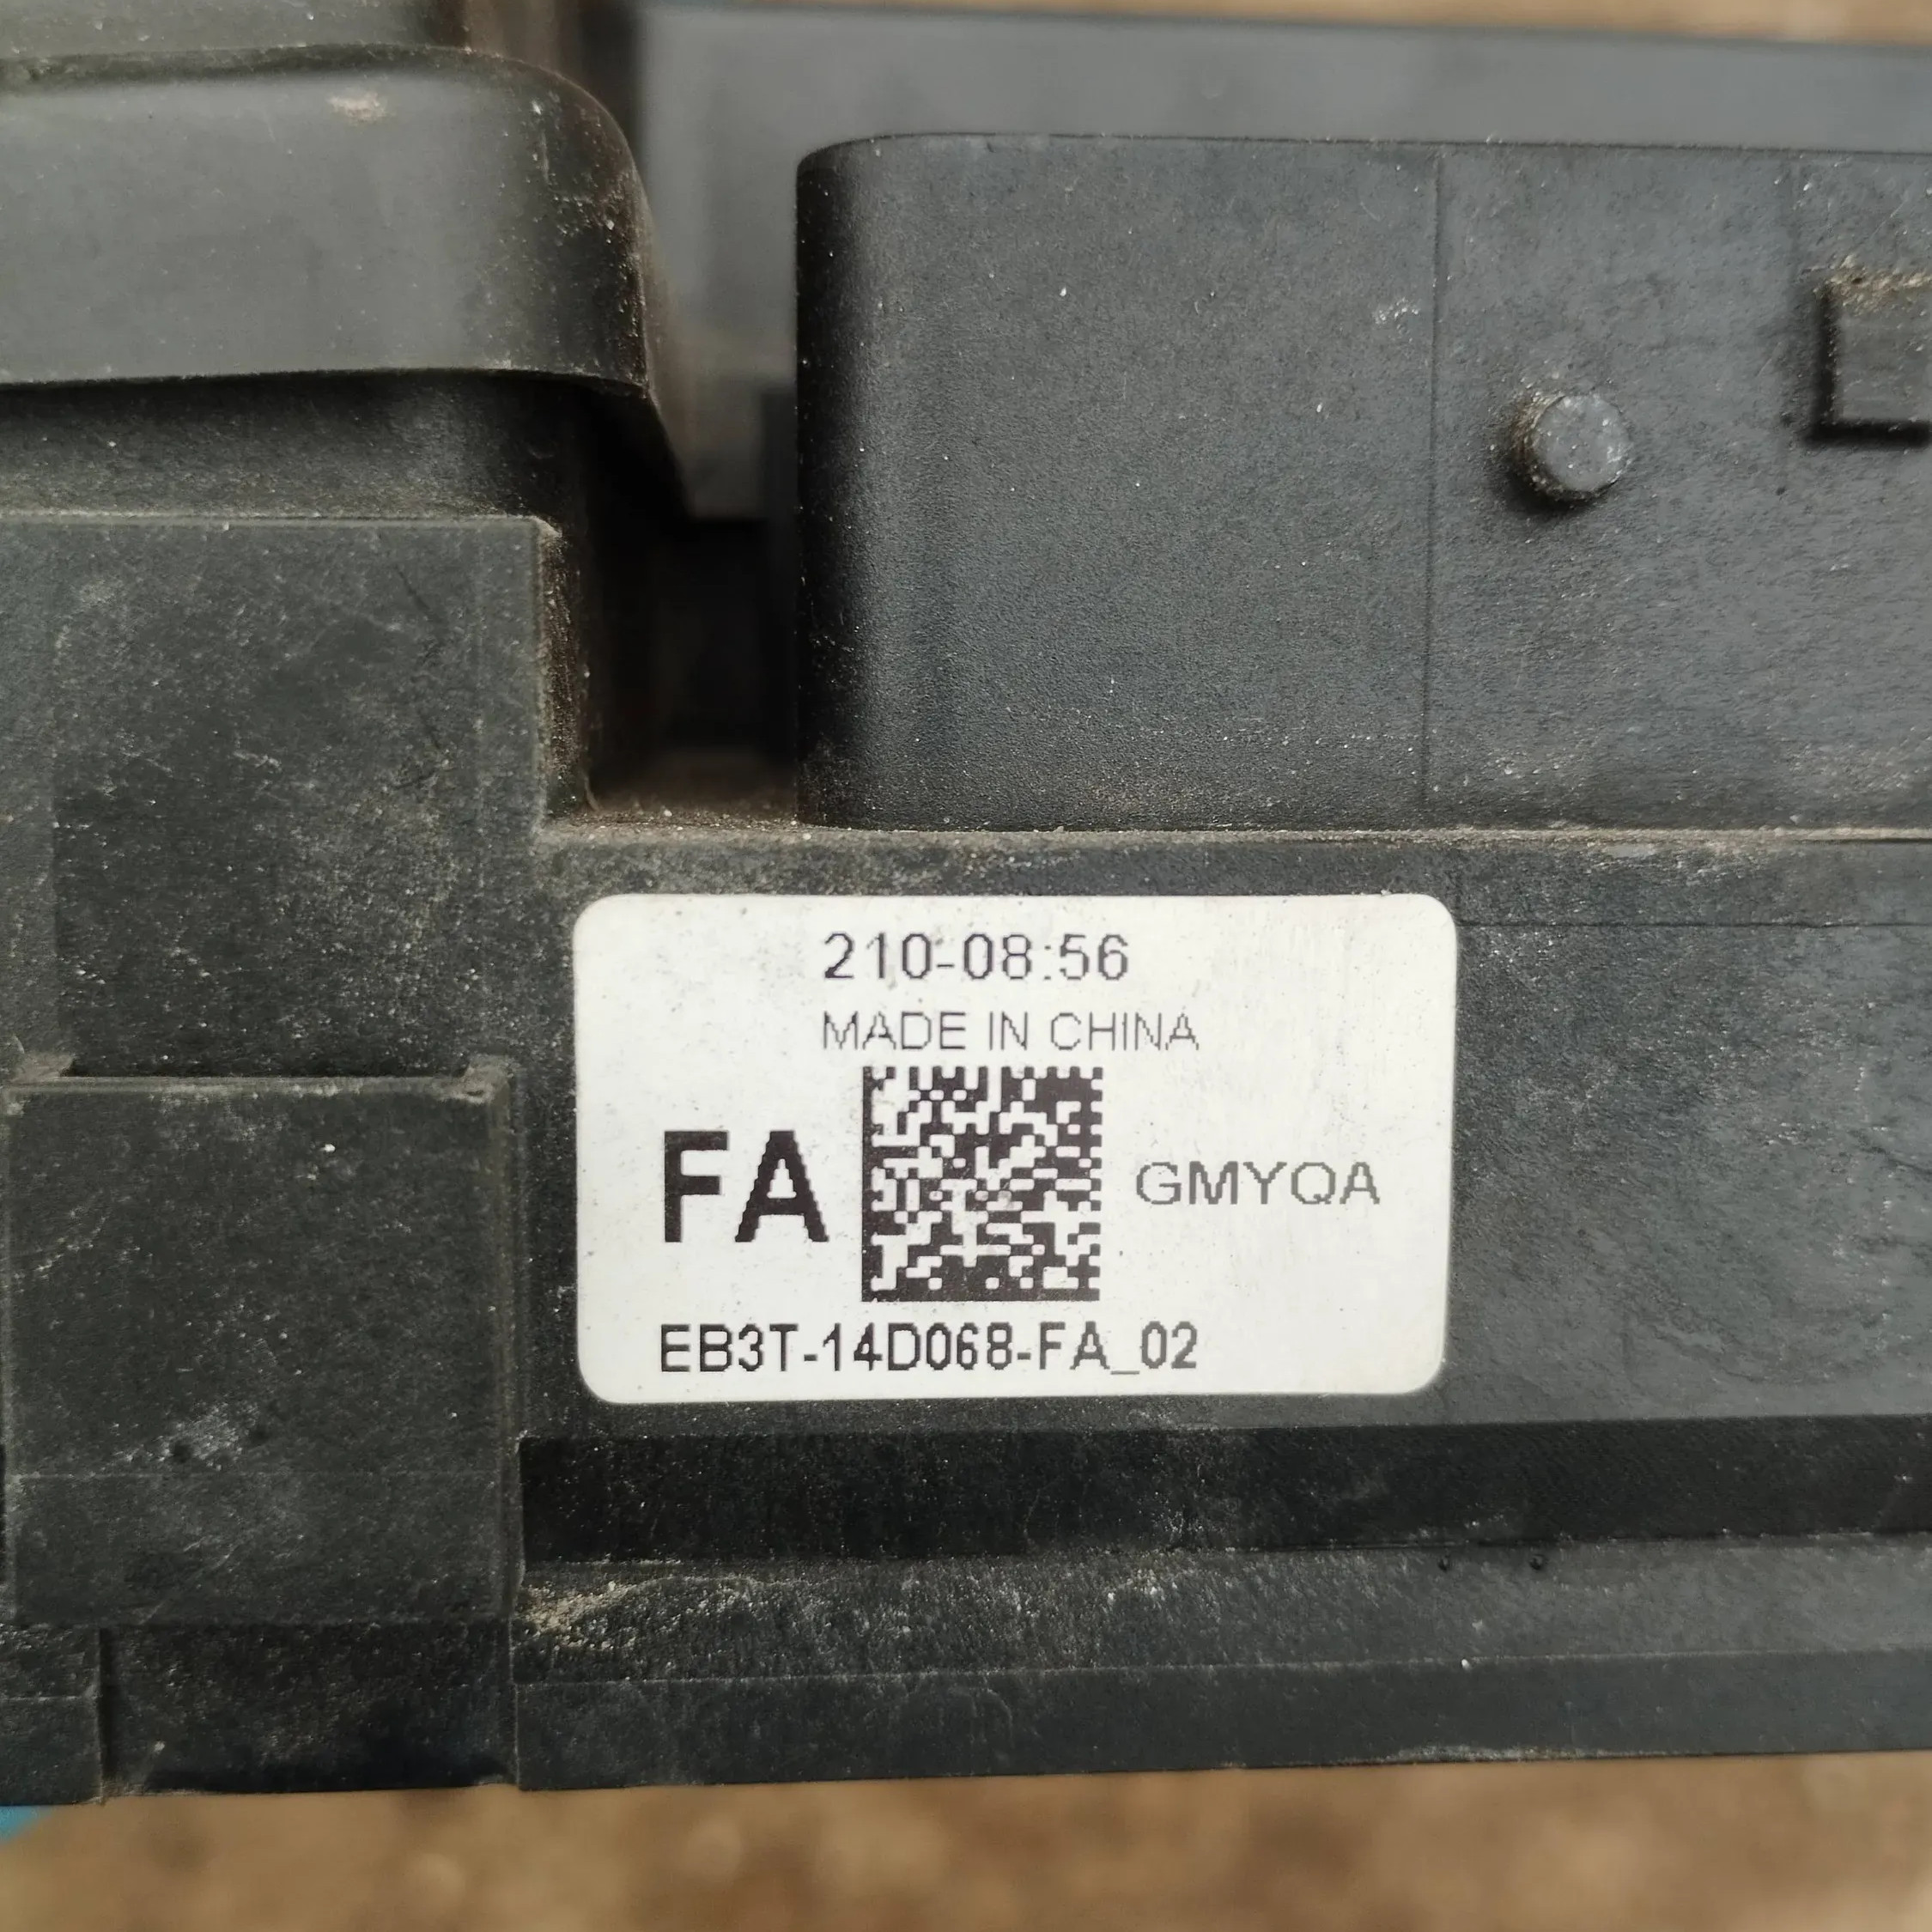 210-08:56
MADE IN CHINA
FA
GMYQA
EB3T-14D068-FA_02